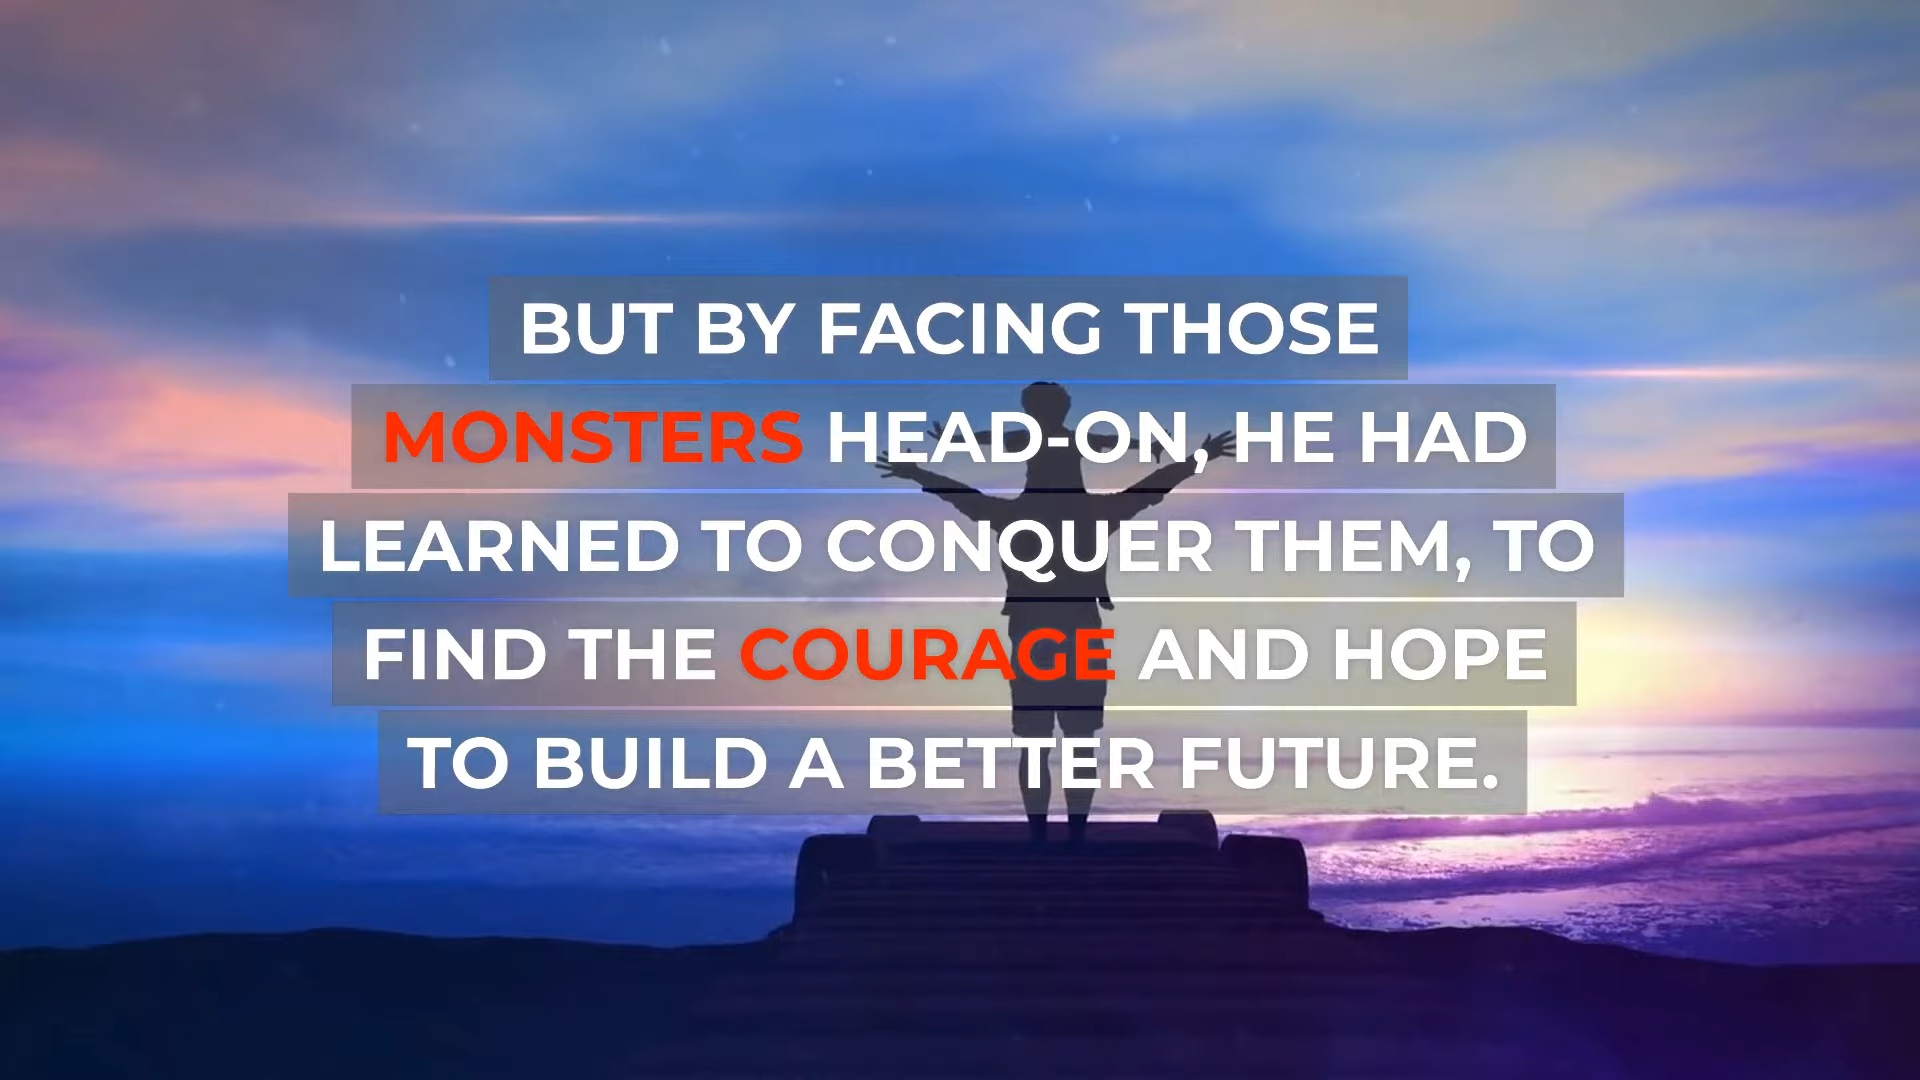 BUT BY FACING THOSE
MONSTERS HEAD-ON, HE HAD
LEARNED TO CONQUER THEM, TO
FIND THE COURAGE AND HOPE
TO BUILD A BETTER FUTURE.